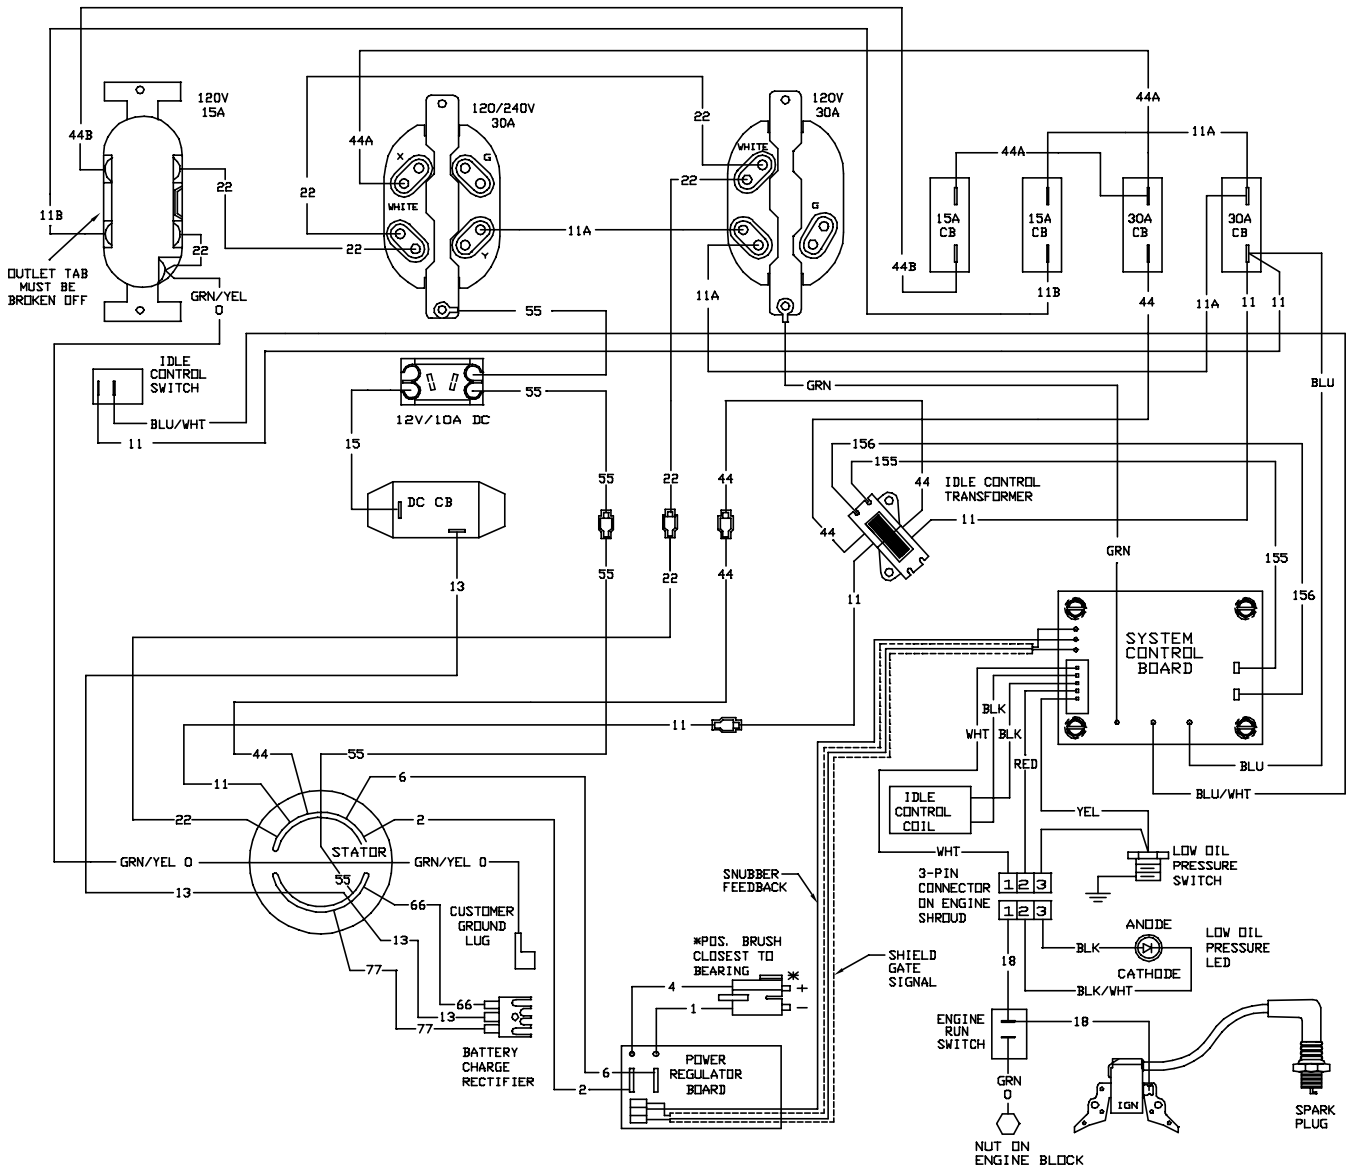 44A
120V
15A
120/240V
30A
120V
30A
22
44B
44A
11A
WHITE
44A
X
G
22
22
22
WHITE
11B
15A
CB
15A
CB
30A
CB
30A
CB
G
11A
22
22
Y
44B
OUTLET TAB
MUST BE
BROKEN OFF
GRN/YEL
0
11A
11B
44
11A
11
11
55
IDLE
CONTROL
SWITCH
BLU
GRN
55
12V/10A DC
BLU/WHT
11
15
156
155
55
22
44
44
IDLE CONTROL
TRANSFORMER
DC CB
11
44
GRN
155
55
22
44
13
11
156
SYSTEM
CONTROL
BOARD
BLK
11
WHT
BLK
44
55
RED
BLU
11
6
BLU/WHT
IDLE
CONTROL
COIL
YEL
22
2
STATOR
WHT
LOW OIL
PRESSURE
SWITCH
GRN/YEL 0
GRN/YEL 0
SNUBBER
FEEDBACK
3-PIN
CONNECTOR
ON ENGINE
SHROUD
1 2 3
55
13
66
CUSTOMER
GROUND
LUG
1 2 3
ANODE
LOW OIL
PRESSURE
LED
13
*POS. BRUSH
CLOSEST TO
BEARING
BLK
SHIELD
GATE
SIGNAL
18
77
CATHODE
*
4
+
BLK/WHT
66
1
–
13
77
ENGINE
RUN
SWITCH
18
BATTERY
CHARGE
RECTIFIER
POWER
REGULATOR
BOARD
6
2
GRN
0
IGN
SPARK
PLUG
NUT ON
ENGINE BLOCK